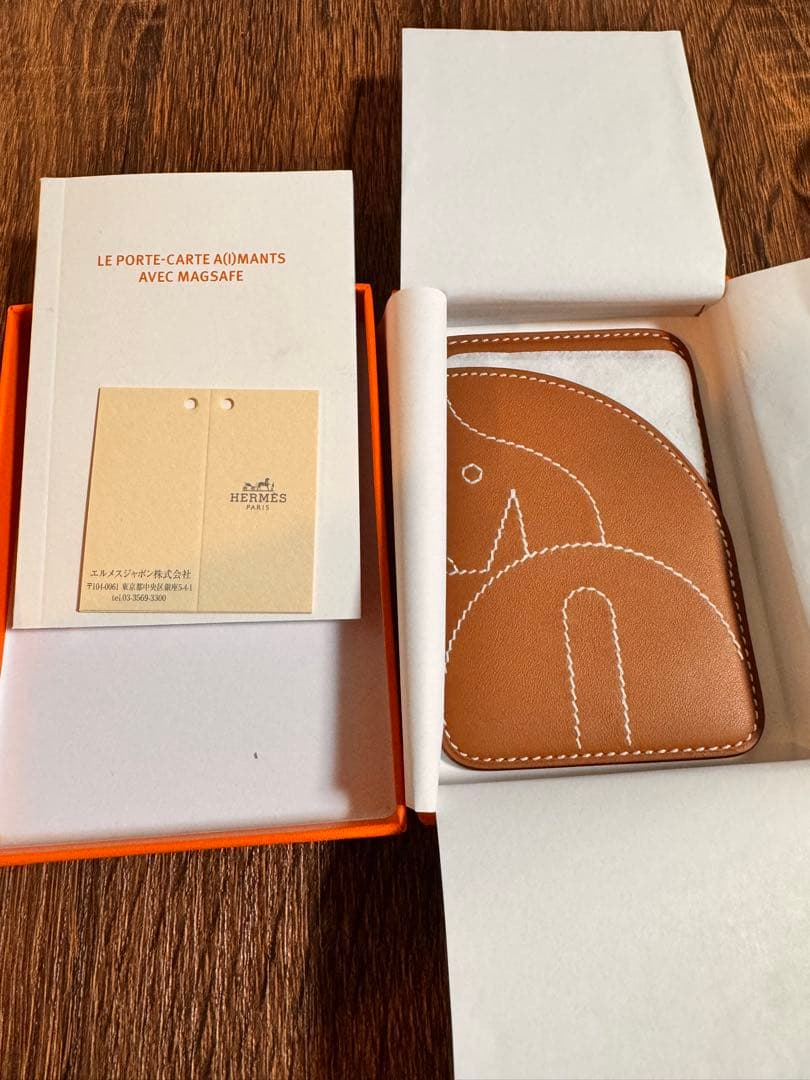 LE PORTE-CARTE A(I)MANTS
AVEC MAGSAFE
HERMÈS
PARIS
エルメスジャポン株式会社
〒104-0061 東京都中央区銀座5-4-1
tel.03-3569-3300